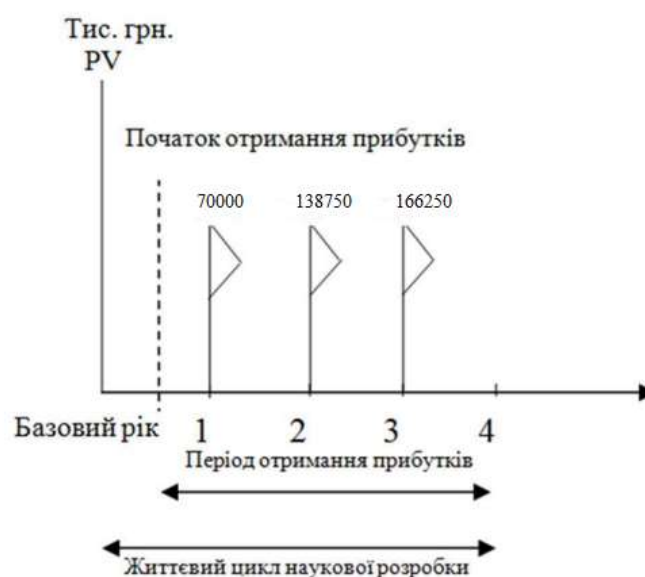 Тис. грн.
PV
Початок отримання прибутків
70000 138750 166250
Базовий рік 1 2 3 4
Період отримання прибутків
Життєвий цикл наукової розробки